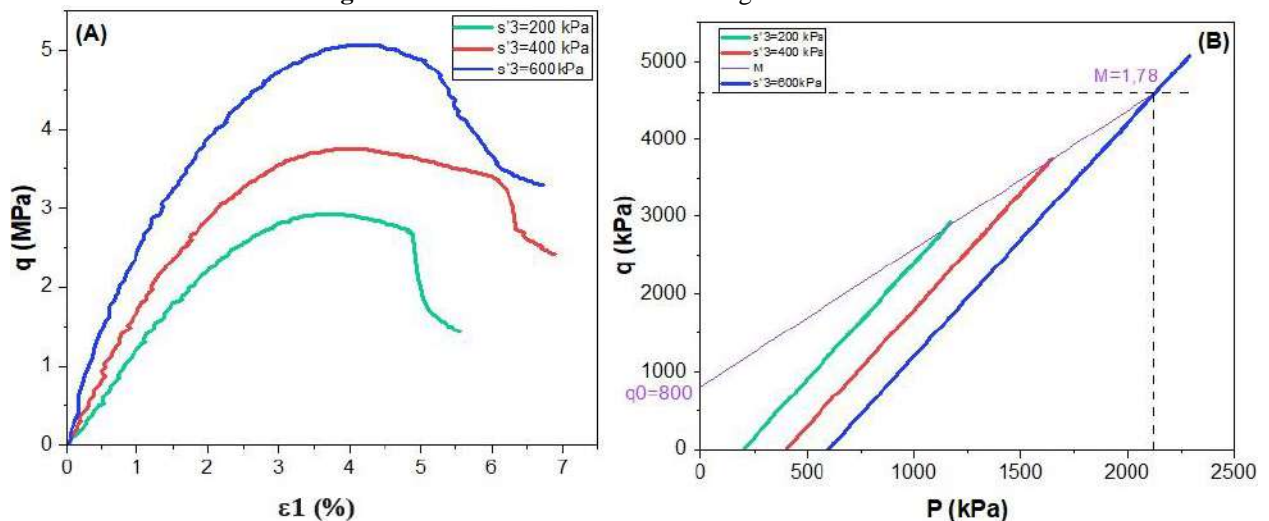 (A)
s'3=200 kPa
s'3=400 kPa
s'3=600kPa
q (MPa)
5
4
3
2
1
0
0 1 2 3 4 5 6 7
ε1 (%)
(B)
s'3=200 kPa
s'3=400 kPa
M
s'3=600kPa
M=1,78
q0=800
q (kPa)
5000
4000
3000
2000
1000
0
0 500 1000 1500 2000 2500
P (kPa)